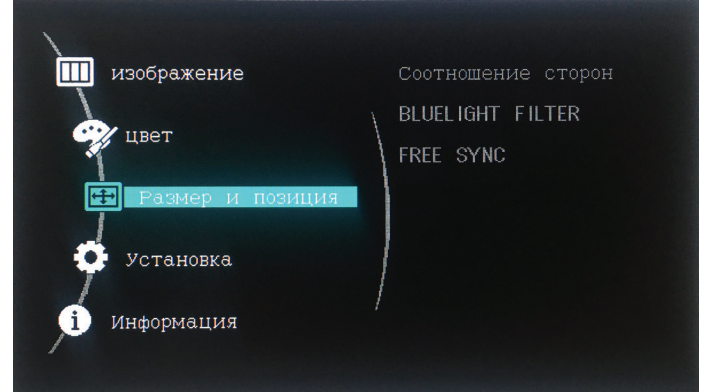 изображение
цвет
Размер и позиция
Установка
Информация
Соотношение сторон
BLUELIGHT FILTER
FREE SYNC